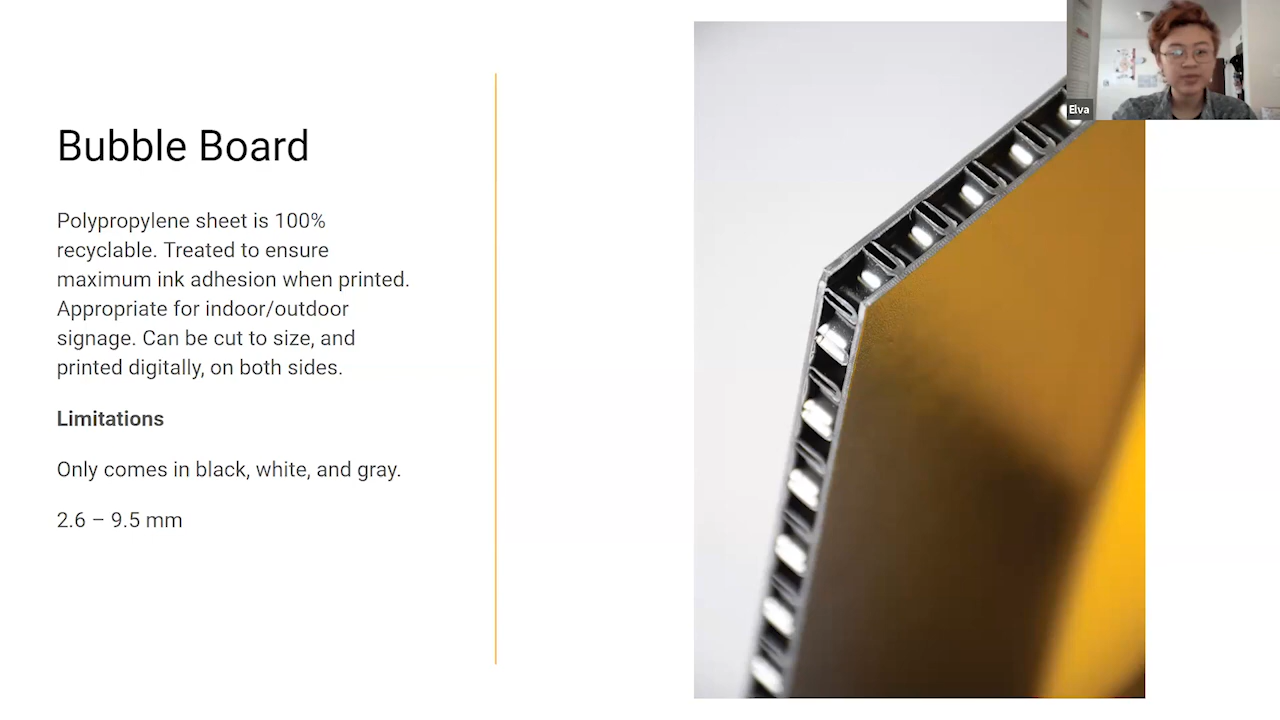 Bubble Board
Polypropylene sheet is 100%
recyclable. Treated to ensure
maximum ink adhesion when printed.
Appropriate for indoor/outdoor
signage. Can be cut to size, and
printed digitally, on both sides.
Limitations
Only comes in black, white, and gray.
2.6 – 9.5 mm
Elva